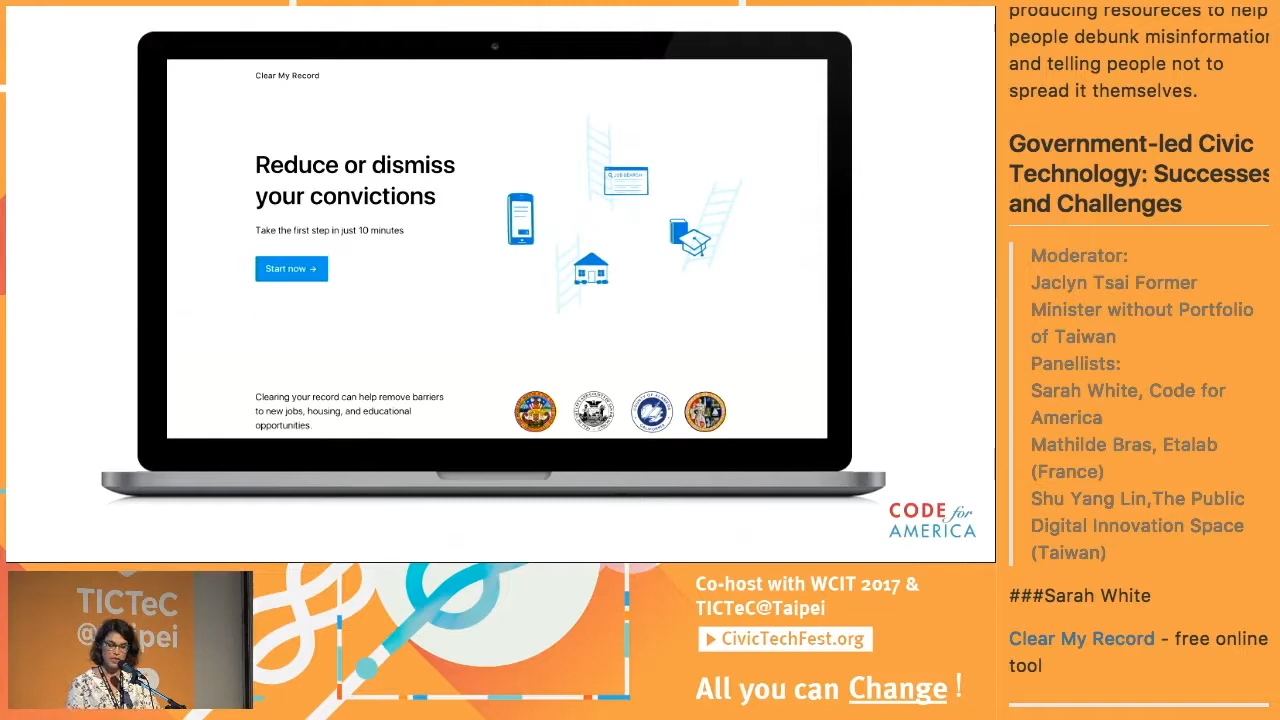 Clear My Record
Reduce or dismiss
your convictions
Take the first step in just 10 minutes
Start now →
JOB SEARCH
Clearing your record can help remove barriers
to new jobs, housing, and educational
opportunities.
CODE for
AMERICA
producing resoureces to help
people debunk misinformation
and telling people not to
spread it themselves.
Government-led Civic
Technology: Successes
and Challenges
Moderator:
Jaclyn Tsai Former
Minister without Portfolio
of Taiwan
Panellists:
Sarah White, Code for
America
Mathilde Bras, Etalab
(France)
Shu Yang Lin,The Public
Digital Innovation Space
(Taiwan)
###Sarah White
Clear My Record - free online
tool
TICTeC
@Taipei
Co-host with WCIT 2017 &
TICTeC@Taipei
CivicTechFest.org
All you can Change !